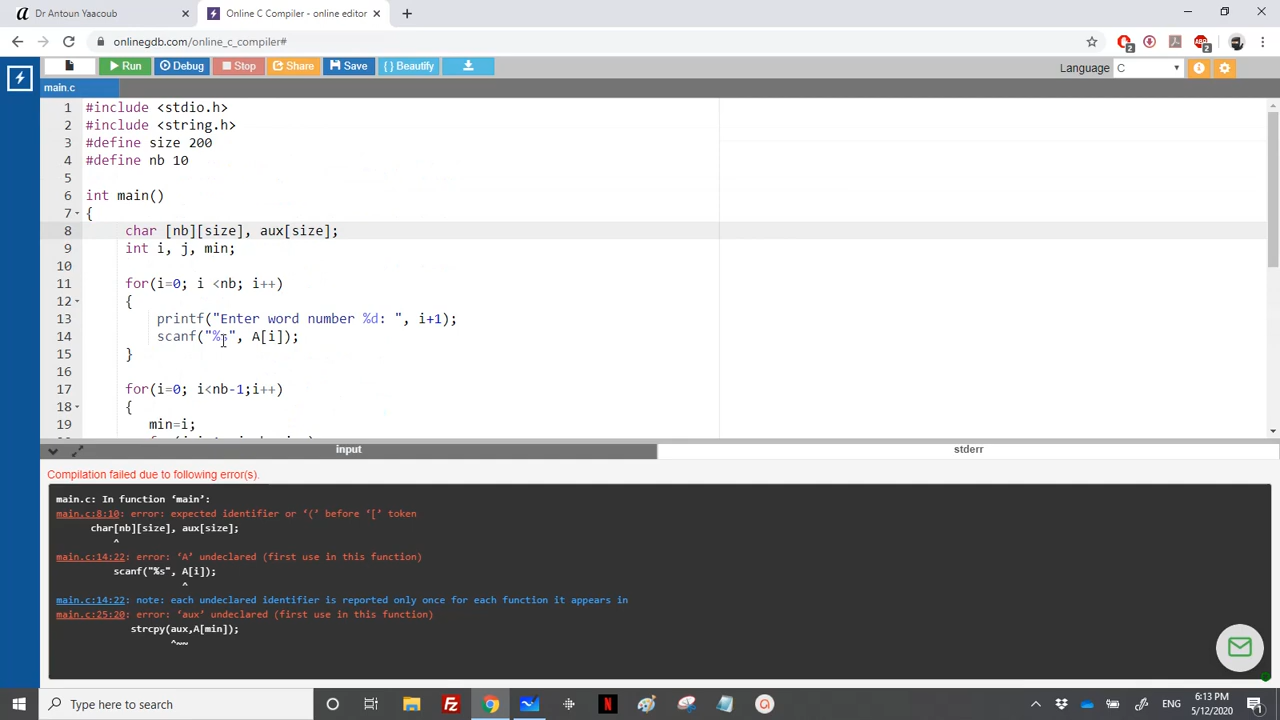 Dr Antoun Yaacoub
Online C Compiler - online editor
onlinegdb.com/online_c_compiler#
Run
Debug
Stop
Share
Save
{ } Beautify
Language C
main.c
1 #include <stdio.h>
2 #include <string.h>
3 #define size 200
4 #define nb 10
5
6 int main()
7 {
8 char [nb][size], aux[size];
9 int i, j, min;
10
11 for(i=0; i <nb; i++)
12 {
13 printf("Enter word number %d: ", i+1);
14 scanf("%s", A[i]);
15 }
16
17 for(i=0; i<nb-1;i++)
18 {
19 min=i;
input
stderr
Compilation failed due to following error(s).
main.c: In function ‘main’:
main.c:8:10: error: expected identifier or ‘(’ before ‘[’ token
char[nb][size], aux[size];
^
main.c:14:22: error: ‘A’ undeclared (first use in this function)
scanf("%s", A[i]);
^
main.c:14:22: note: each undeclared identifier is reported only once for each function it appears in
main.c:25:20: error: ‘aux’ undeclared (first use in this function)
strcpy(aux,A[min]);
^~~
Type here to search
ENG
6:13 PM
5/12/2020